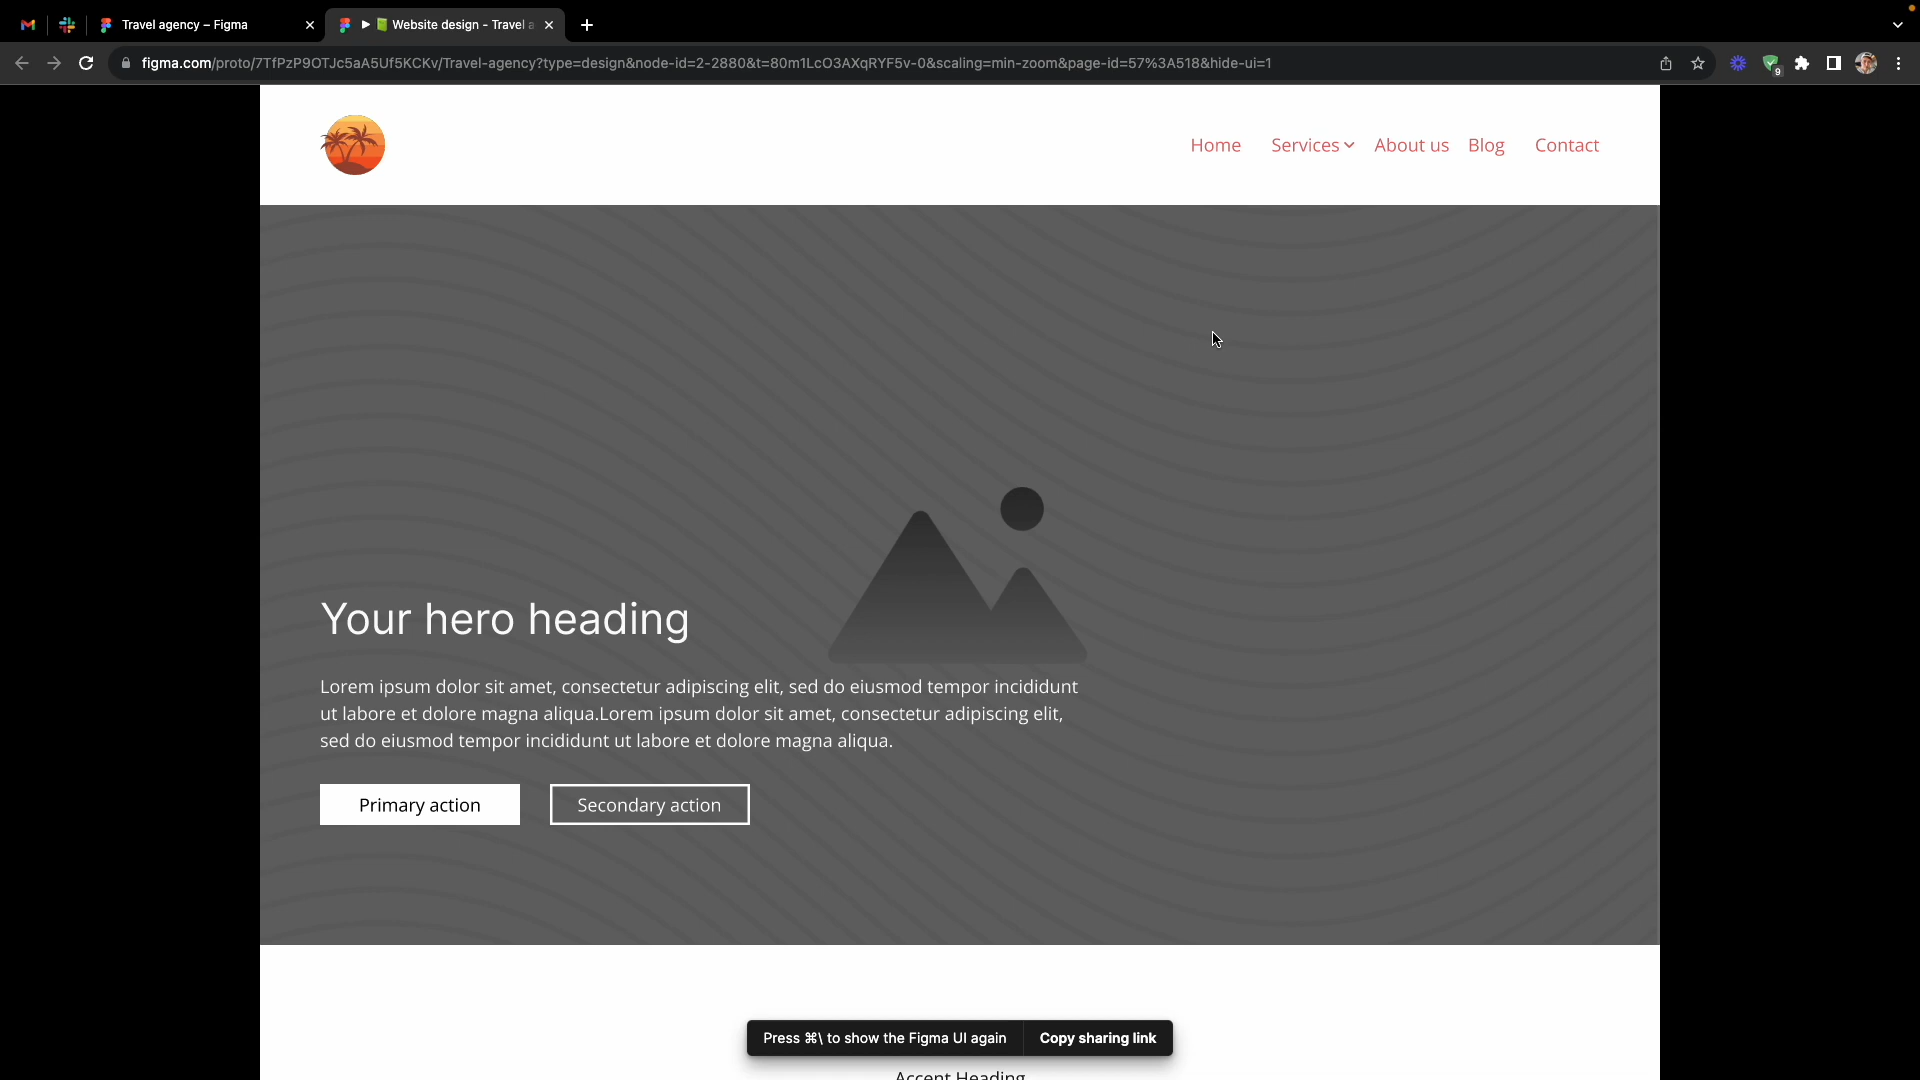 Travel agency – Figma
Website design - Travel a
figma.com/proto/7TfPzP9OTJc5aA5Uf5KCKv/Travel-agency?type=design&node-id=2-2880&t=80m1LcO3AXqRYF5v-0&scaling=min-zoom&page-id=57%3A518&hide-ui=1
9
Home Services About us Blog Contact
Your hero heading
Lorem ipsum dolor sit amet, consectetur adipiscing elit, sed do eiusmod tempor incididunt
ut labore et dolore magna aliqua.Lorem ipsum dolor sit amet, consectetur adipiscing elit,
sed do eiusmod tempor incididunt ut labore et dolore magna aliqua.
Primary action Secondary action
Press ⌘\ to show the Figma UI again Copy sharing link
Accent Heading